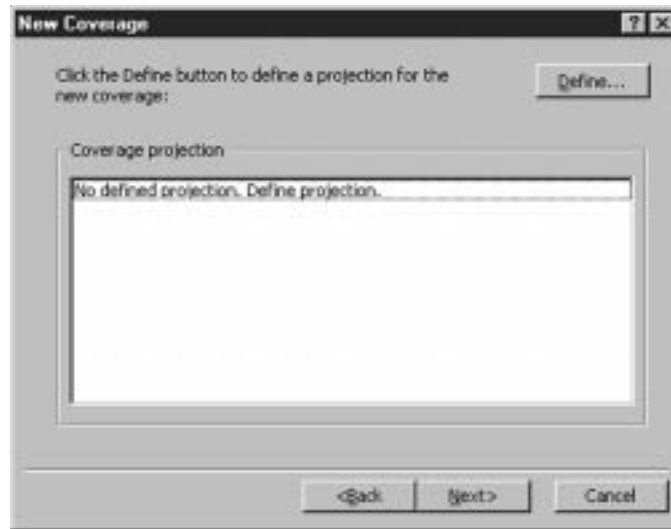 New Coverage
? X
Click the Define button to define a projection for the
new coverage:
Define...
Coverage projection
No defined projection. Define projection.
<Back
Next>
Cancel